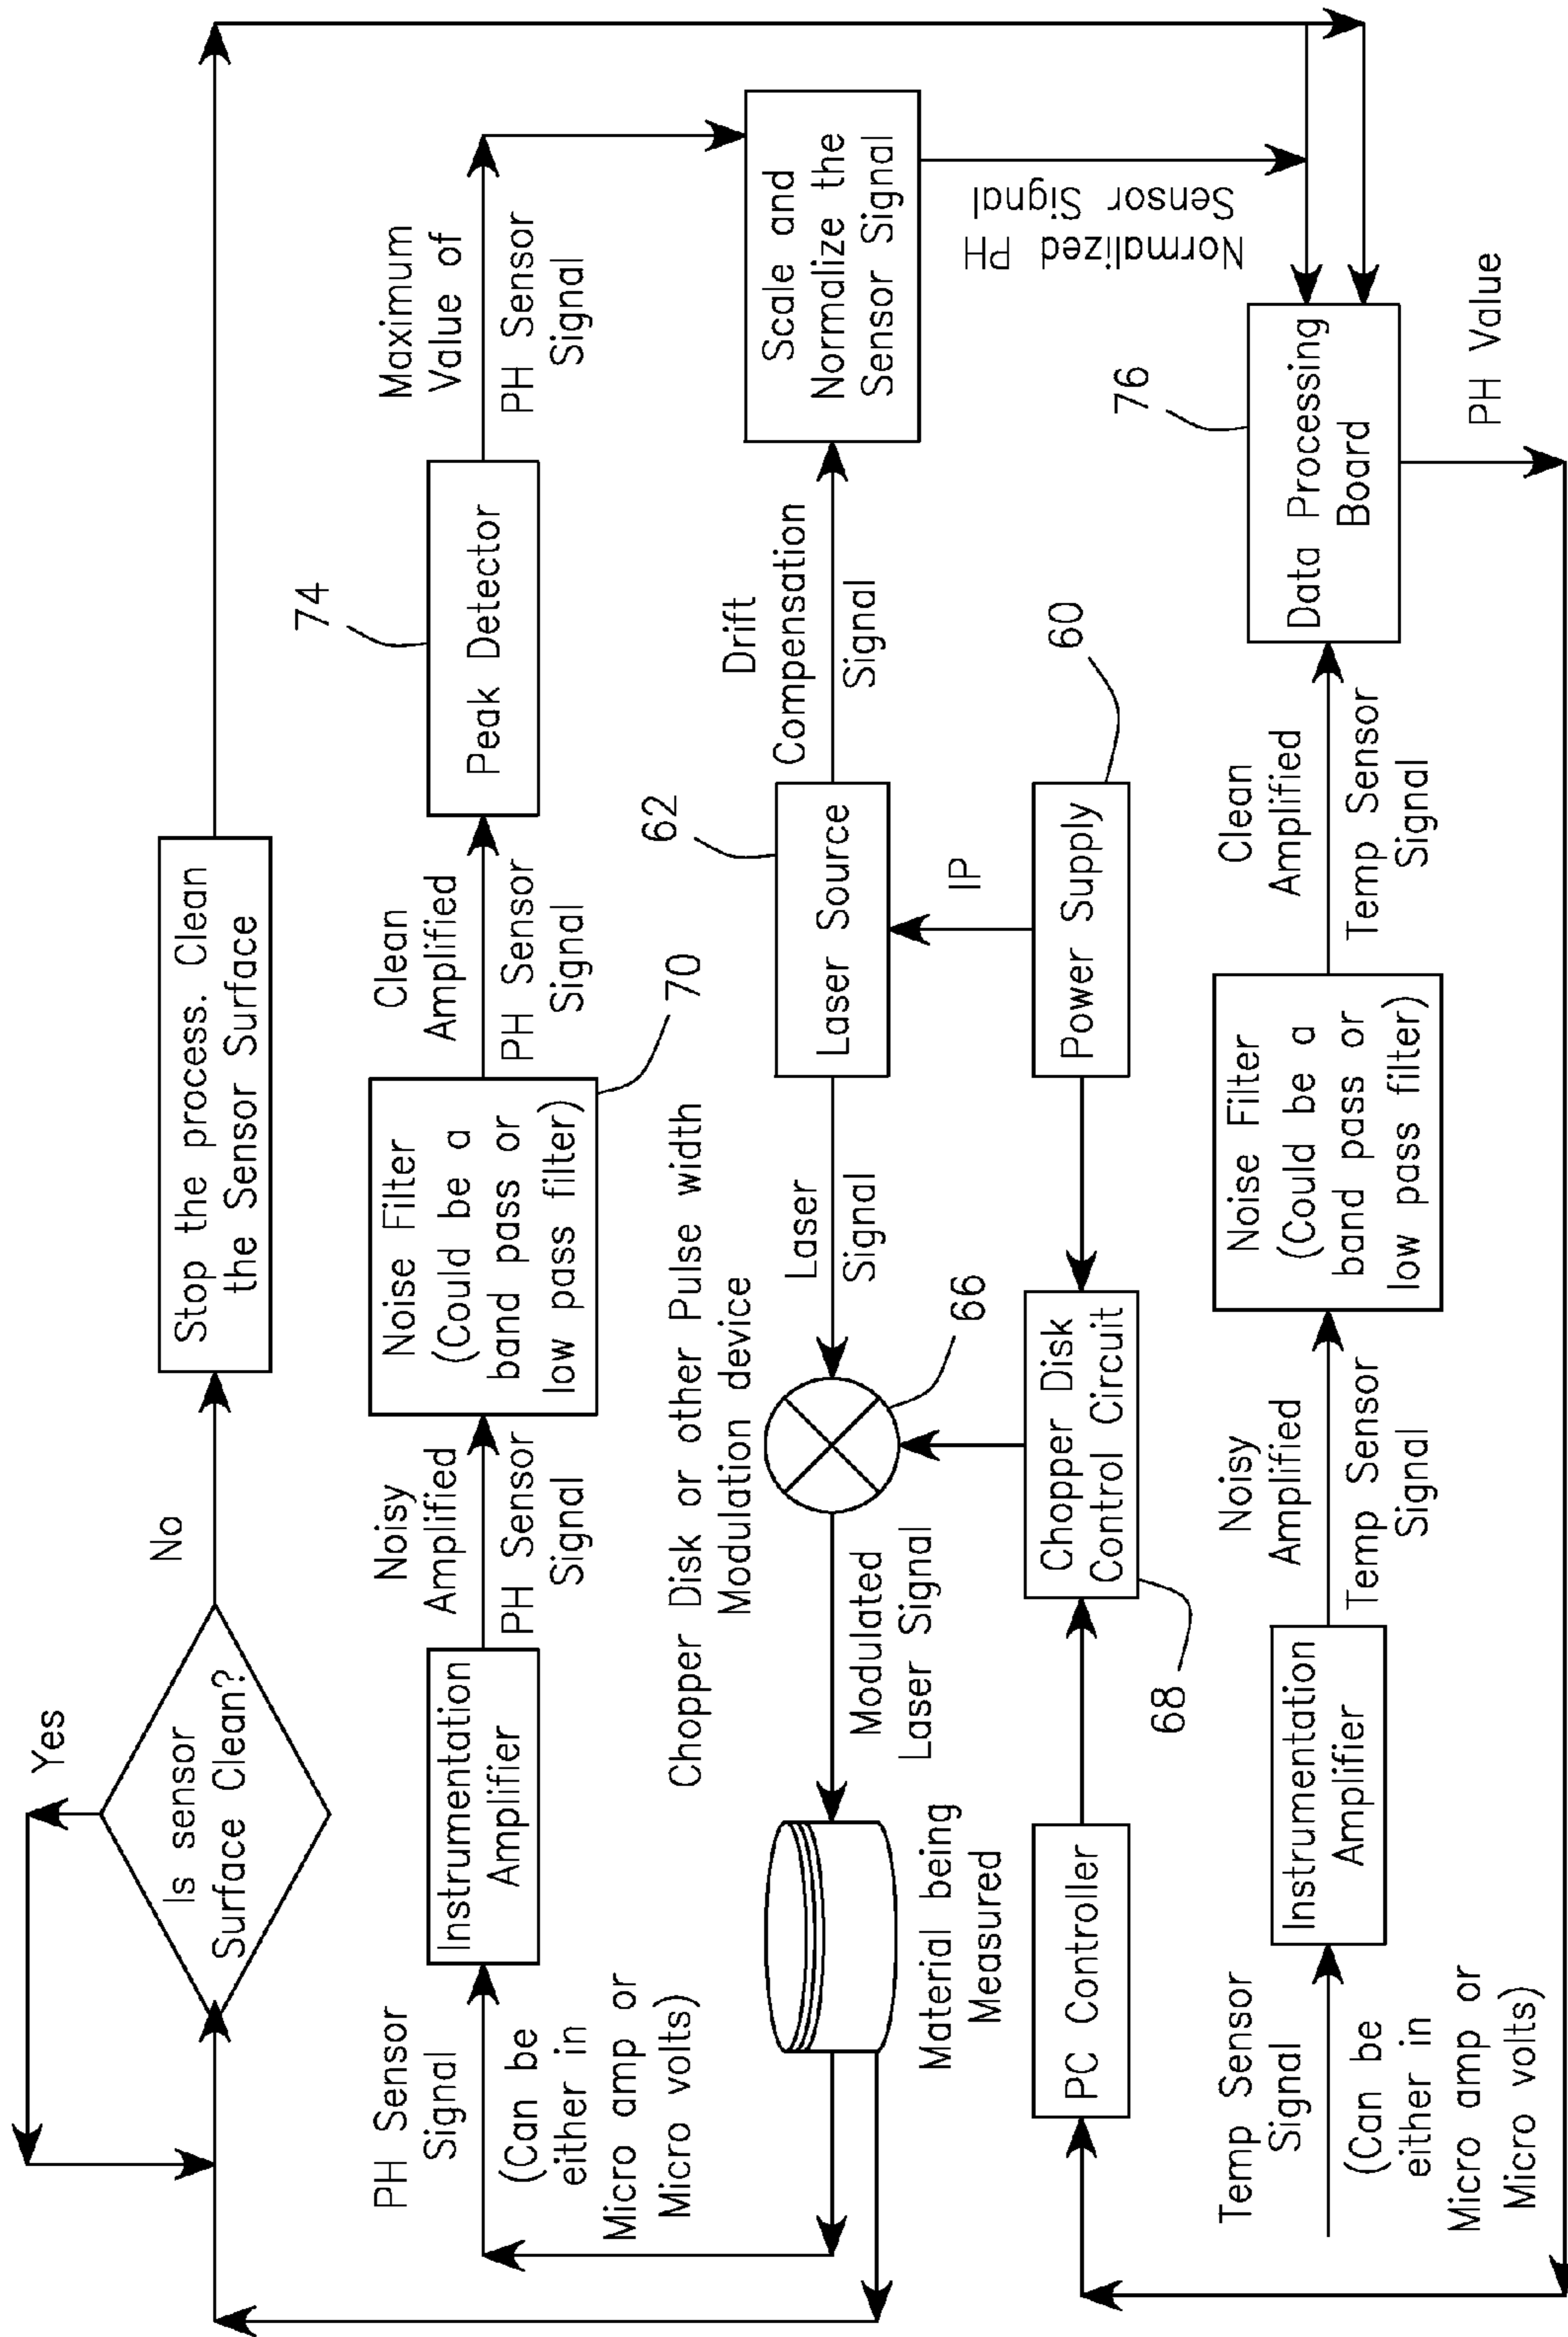 Yes
Is sensor
Surface Clean?
No
Stop the process. Clean
the Sensor Surface
PH Sensor
Signal
(Can be
either in
Micro amp or
Micro volts)
Instrumentation
Amplifier
Noisy
Amplified
PH Sensor
Signal
Noise Filter
(Could be a
band pass or
low pass filter)
70
Clean
Amplified
PH Sensor
Signal
74
Peak Detector
Maximum
Value of
PH Sensor
Signal
Chopper Disk or other Pulse width
Modulation device
Material being
Measured
Modulated
Laser Signal
66
Laser
Signal
62
Laser Source
Drift
Compensation
Signal
Scale and
Normalize the
Sensor Signal
Normalized PH
Sensor Signal
IP
PC Controller
Chopper Disk
Control Circuit
68
Power Supply
60
Temp Sensor
Signal
(Can be
either in
Micro amp or
Micro volts)
Instrumentation
Amplifier
Noisy
Amplified
Temp Sensor
Signal
Noise Filter
(Could be a
band pass or
low pass filter)
Clean
Amplified
Temp Sensor
Signal
76
Data Processing
Board
PH Value